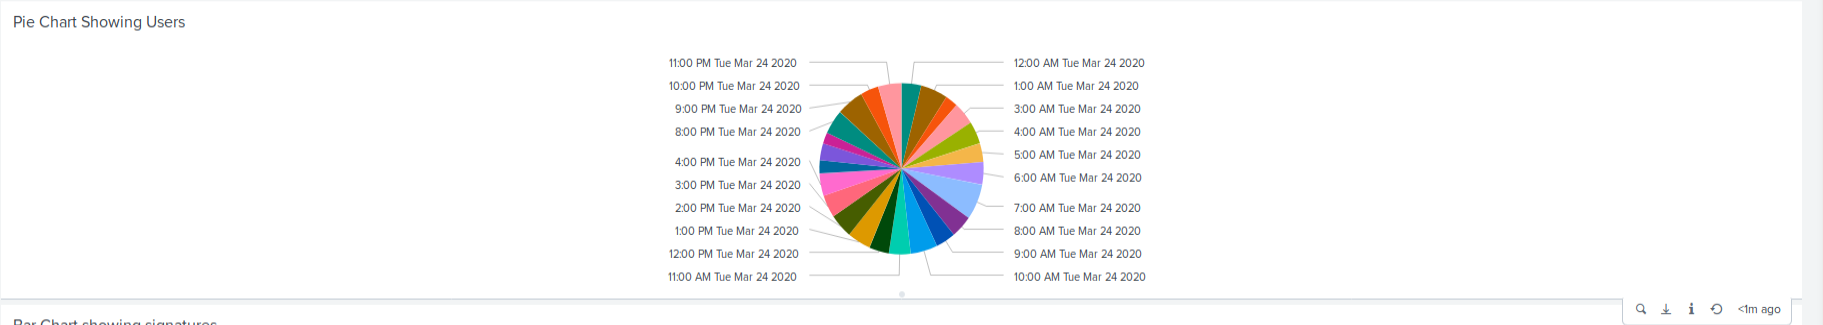 Pie Chart Showing Users
11:00 PM Tue Mar 24 2020
12:00 AM Tue Mar 24 2020
10:00 PM Tue Mar 24 2020
1:00 AM Tue Mar 24 2020
9:00 PM Tue Mar 24 2020
3:00 AM Tue Mar 24 2020
8:00 PM Tue Mar 24 2020
4:00 AM Tue Mar 24 2020
5:00 AM Tue Mar 24 2020
4:00 PM Tue Mar 24 2020
6:00 AM Tue Mar 24 2020
3:00 PM Tue Mar 24 2020
2:00 PM Tue Mar 24 2020
7:00 AM Tue Mar 24 2020
1:00 PM Tue Mar 24 2020
8:00 AM Tue Mar 24 2020
12:00 PM Tue Mar 24 2020
9:00 AM Tue Mar 24 2020
11:00 AM Tue Mar 24 2020
10:00 AM Tue Mar 24 2020
<1m ago
Bar Chart showing signatures